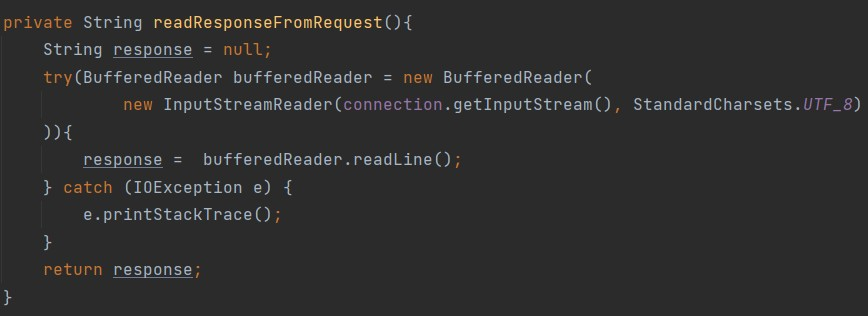 private String readResponseFromRequest(){
    String response = null;
    try(BufferedReader bufferedReader = new BufferedReader(
            new InputStreamReader(connection.getInputStream(), StandardCharsets.UTF_8)
    )){
        response =  bufferedReader.readLine();
    } catch (IOException e) {
        e.printStackTrace();
    }
    return response;
}